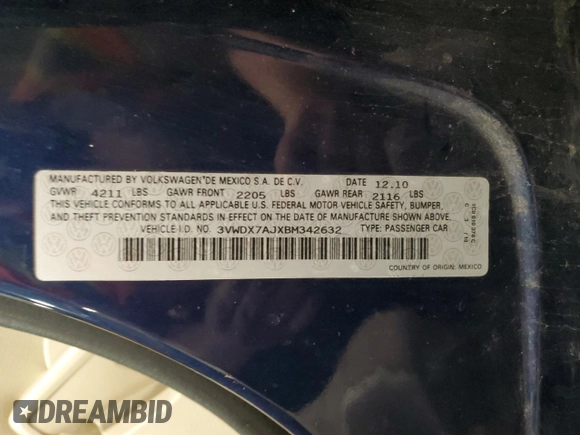 MANUFACTURED BY VOLKSWAGEN DE MEXICO S.A. DE C.V. DATE 12.10
GVWR 4211 LBS GAWR FRONT 2205 LBS GAWR REAR 2116 LBS
THIS VEHICLE CONFORMS TO ALL APPLICABLE U.S. FEDERAL MOTOR VEHICLE SAFETY, BUMPER,
AND THEFT PREVENTION STANDARDS IN EFFECT ON THE DATE OF MANUFACTURE SHOWN ABOVE.
VEHICLE I.D. NO. 3VWDX7AJXBM342632 TYPE: PASSENGER CAR
COUNTRY OF ORIGIN: MEXICO
DREAMBID